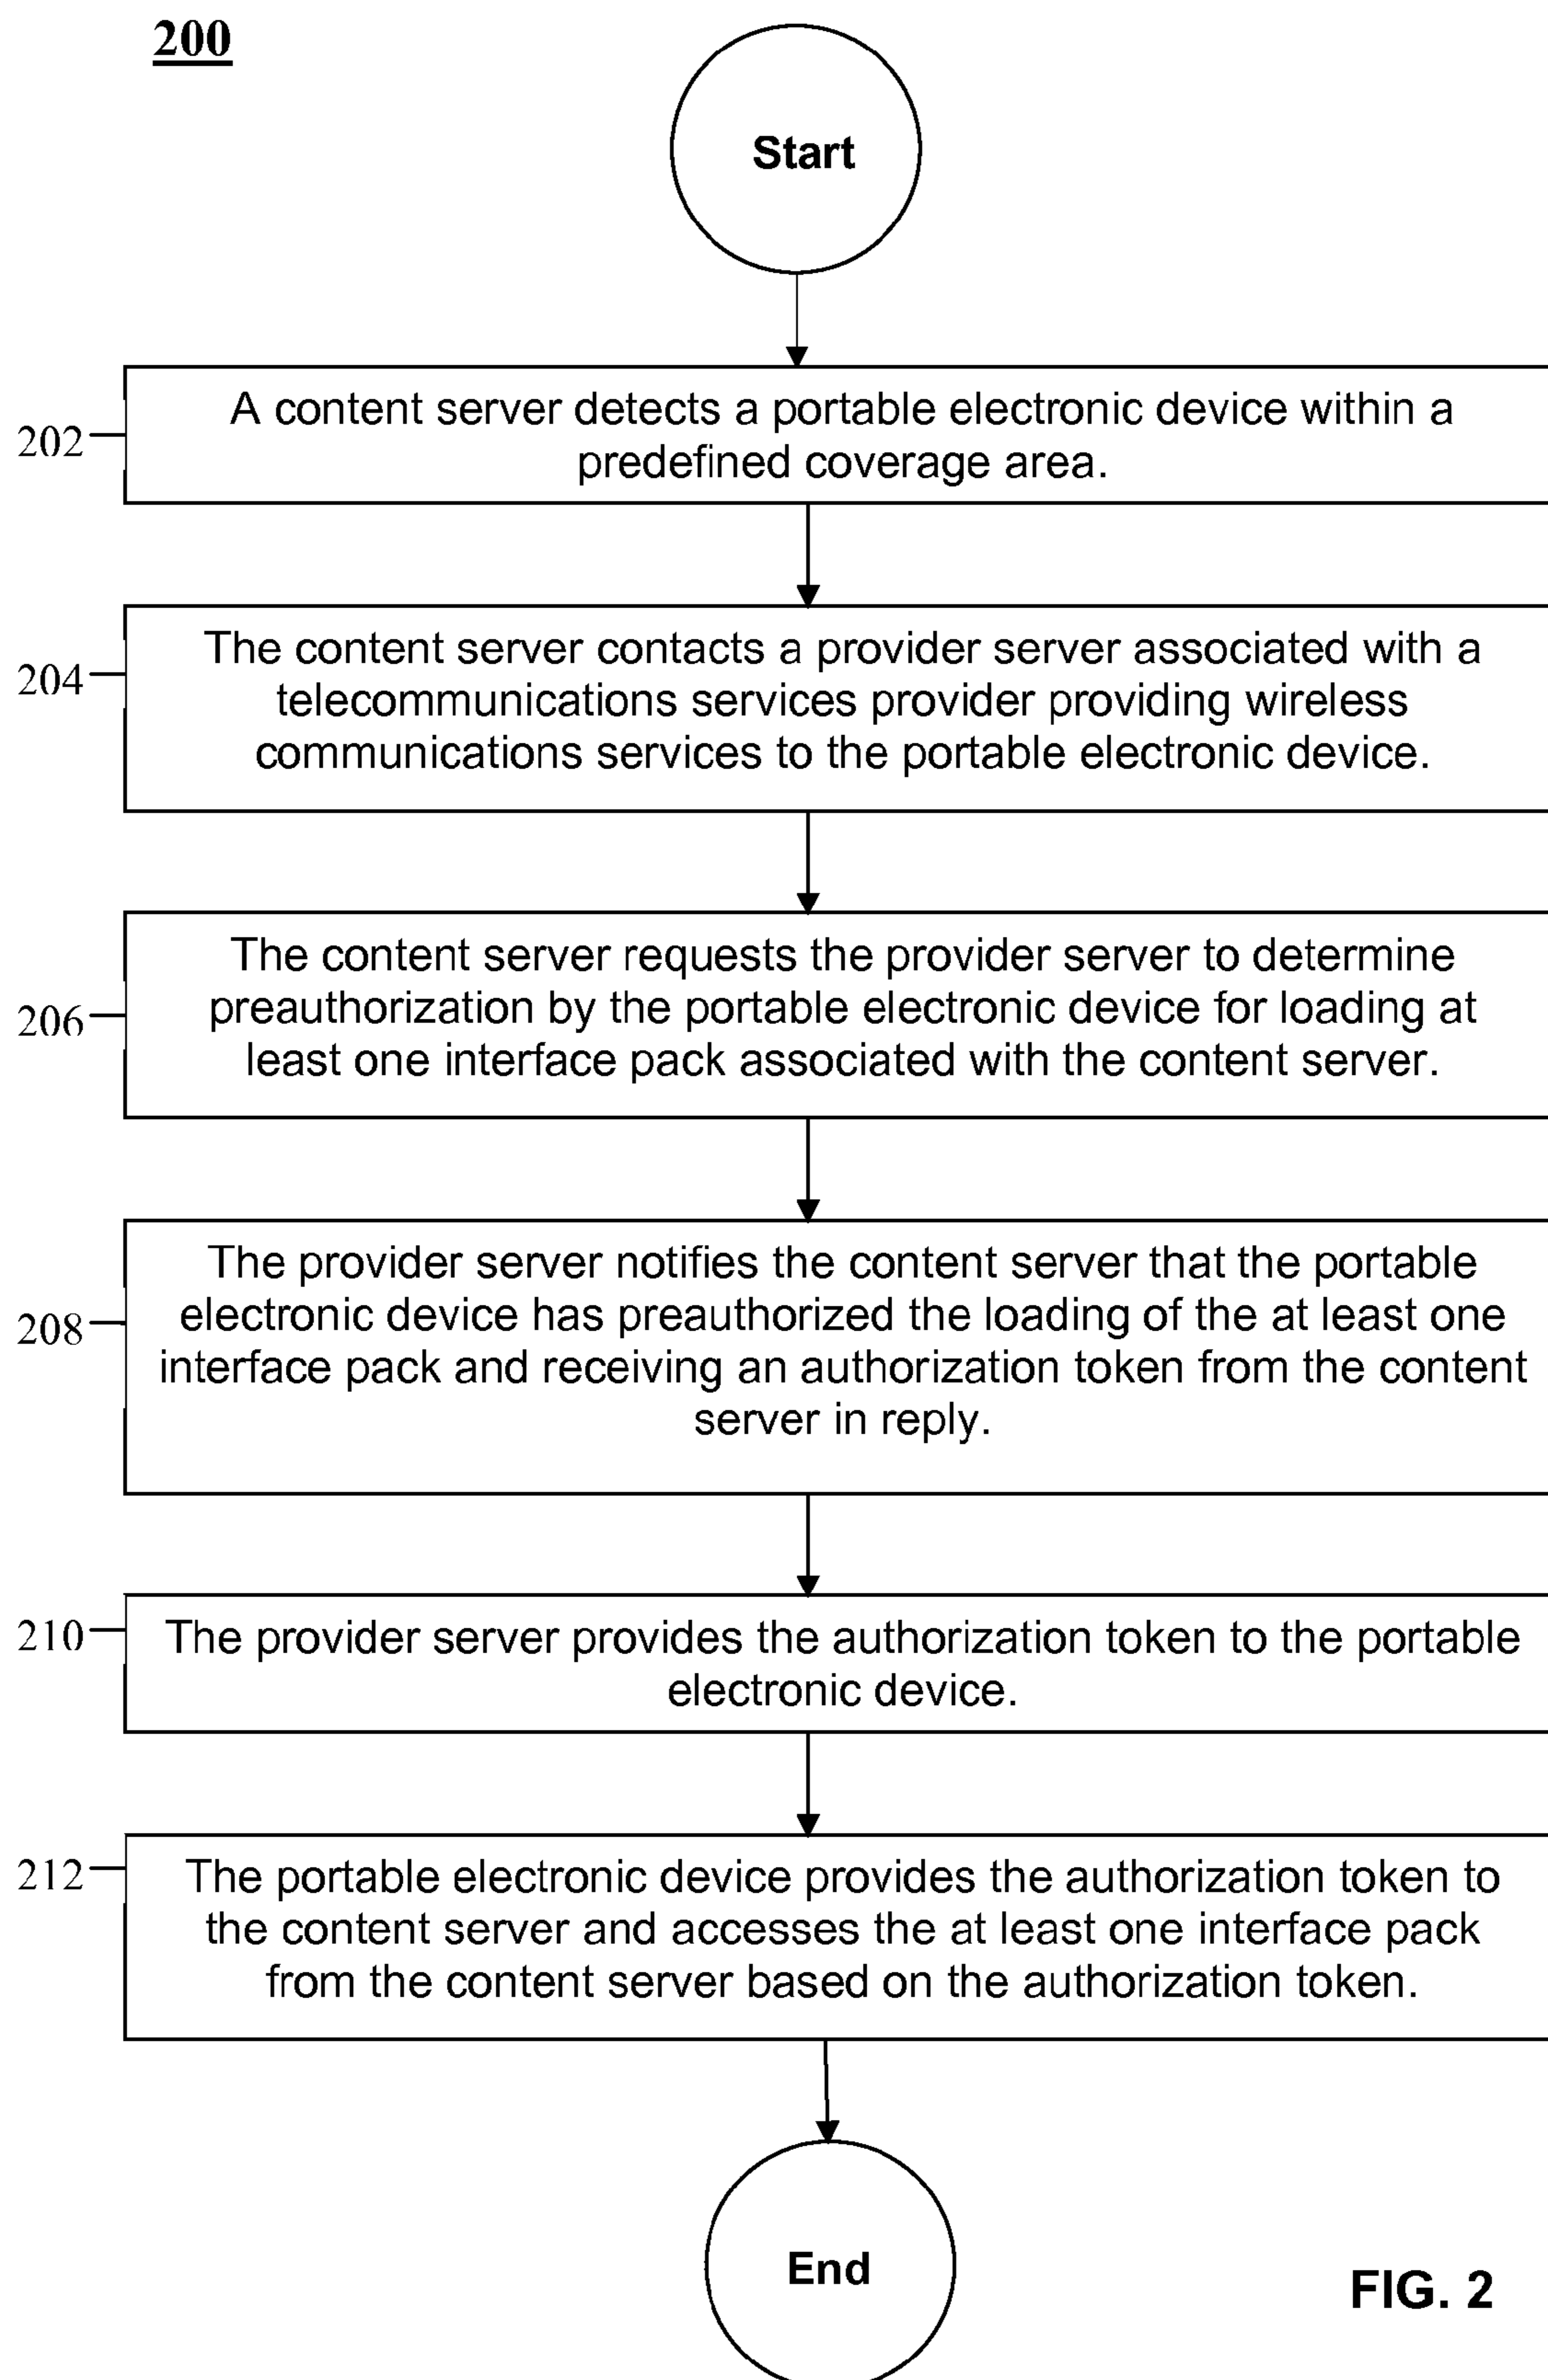 200
Start
202
A content server detects a portable electronic device within a
predefined coverage area.
204
The content server contacts a provider server associated with a
telecommunications services provider providing wireless
communications services to the portable electronic device.
206
The content server requests the provider server to determine
preauthorization by the portable electronic device for loading at
least one interface pack associated with the content server.
208
The provider server notifies the content server that the portable
electronic device has preauthorized the loading of the at least one
interface pack and receiving an authorization token from the content
server in reply.
210
The provider server provides the authorization token to the portable
electronic device.
212
The portable electronic device provides the authorization token to
the content server and accesses the at least one interface pack
from the content server based on the authorization token.
End
FIG. 2